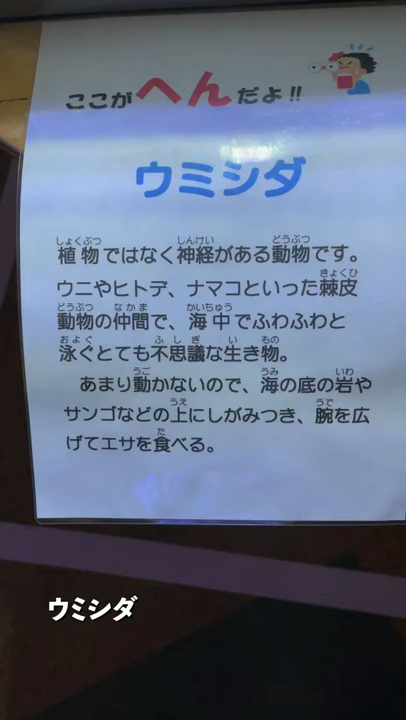 ここがへんだよ!!
ウミシダ
植物ではなく神経がある動物です。
ウニやヒトデ、ナマコといった棘皮
動物の仲間で、海中でふわふわと
泳ぐとても不思議な生き物。
あまり動かないので、海の底の岩や
サンゴなどの上にしがみつき、腕を広
げてエサを食べる。
ウミシダ